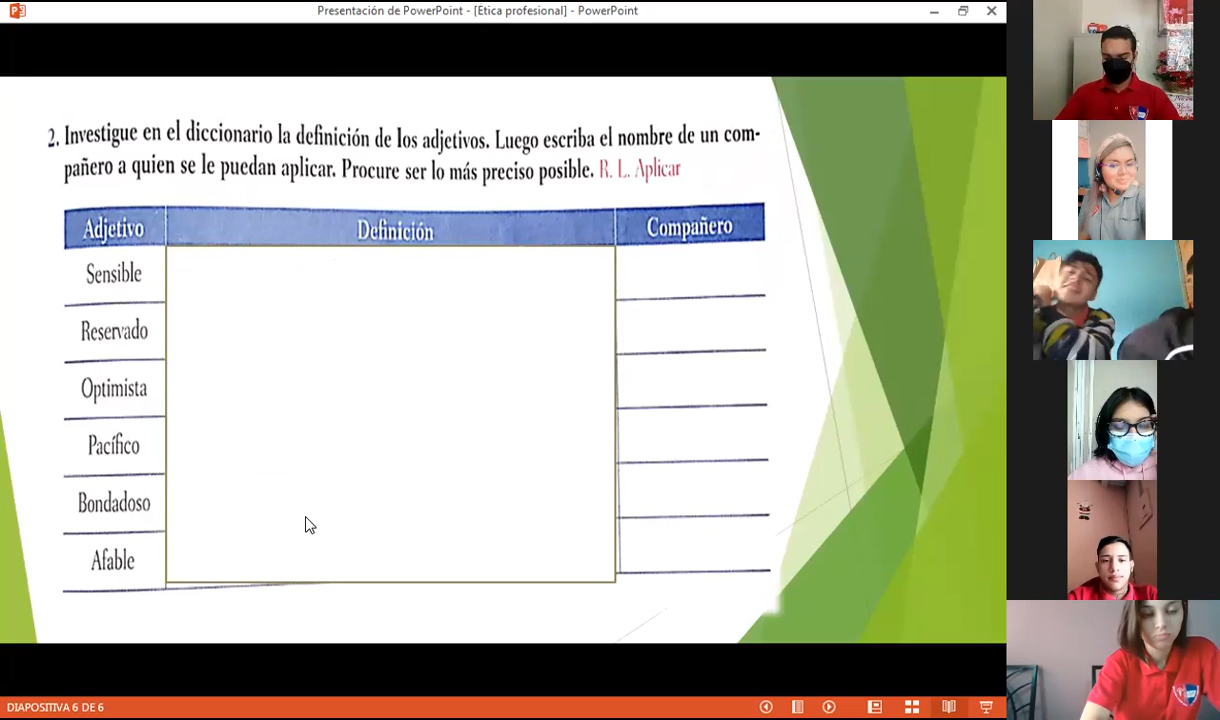 Presentación de PowerPoint - [Etica profesional] - PowerPoint
2. Investigue en el diccionario la definición de los adjetivos. Luego escriba el nombre de un com-
pañero a quien se le puedan aplicar. Procure ser lo más preciso posible. R. L. Aplicar
Adjetivo Definición Compañero
Sensible
Reservado
Optimista
Pacífico
Bondadoso
Afable
DIAPOSITIVA 6 DE 6